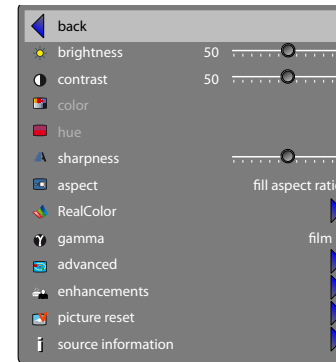 back
brightness 50
contrast 50
color
hue
sharpness
aspect fill aspect
RealColor
gamma film
advanced
enhancements
picture reset
source information